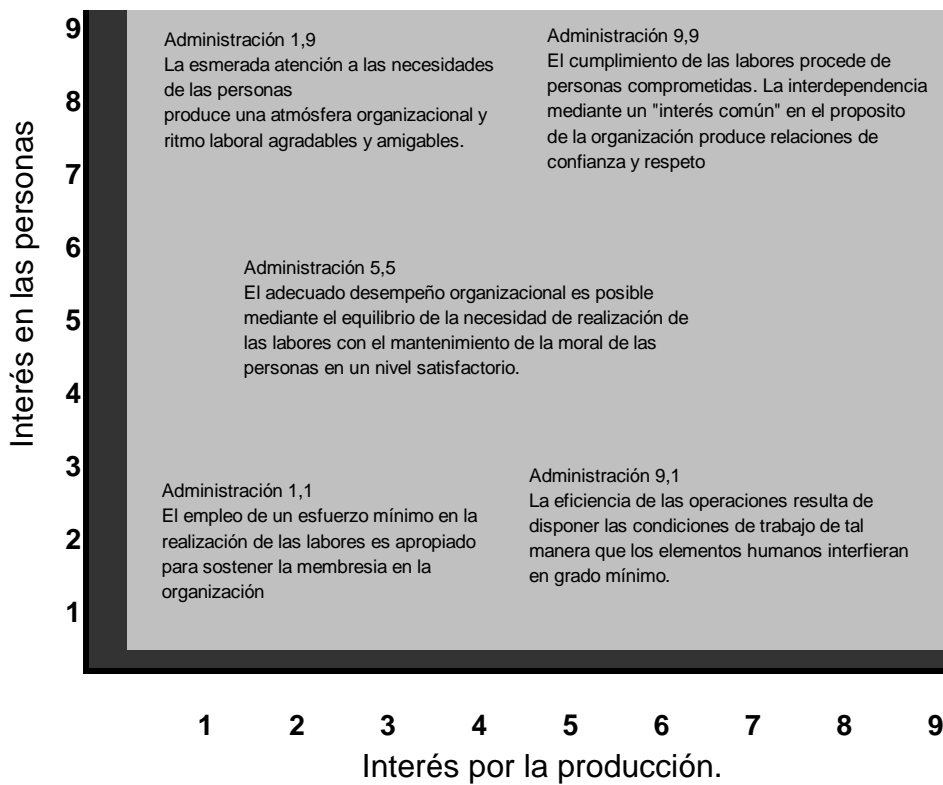 9
8
7
6
5
4
3
2
1
Interés en las personas
Administración 1,9
La esmerada atención a las necesidades
de las personas
produce una atmósfera organizacional y
ritmo laboral agradables y amigables.
Administración 9,9
El cumplimiento de las labores procede de
personas comprometidas. La interdependencia
mediante un "interés común" en el proposito
de la organización produce relaciones de
confianza y respeto
Administración 5,5
El adecuado desempeño organizacional es posible
mediante el equilibrio de la necesidad de realización de
las labores con el mantenimiento de la moral de las
personas en un nivel satisfactorio.
Administración 1,1
El empleo de un esfuerzo mínimo en la
realización de las labores es apropiado
para sostener la membresia en la
organización
Administración 9,1
La eficiencia de las operaciones resulta de
disponer las condiciones de trabajo de tal
manera que los elementos humanos interfieran
en grado mínimo.
1 2 3 4 5 6 7 8 9
Interés por la producción.